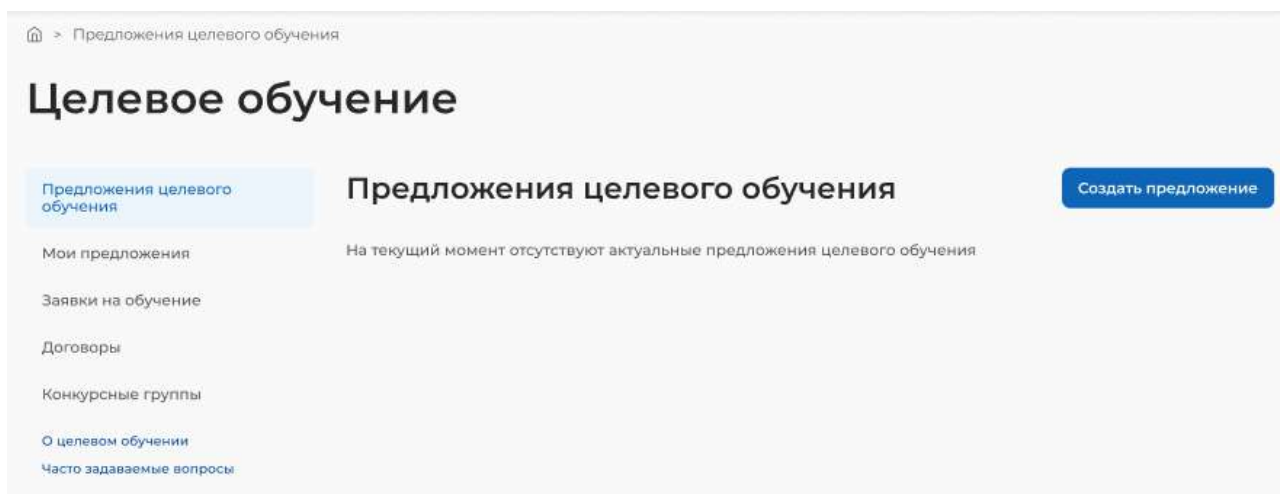 > Предложения целевого обучения
Целевое обучение
Предложения целевого
обучения
Мои предложения
Заявки на обучение
Договоры
Конкурсные группы
О целевом обучении
Часто задаваемые вопросы
Предложения целевого обучения
Создать предложение
На текущий момент отсутствуют актуальные предложения целевого обучения